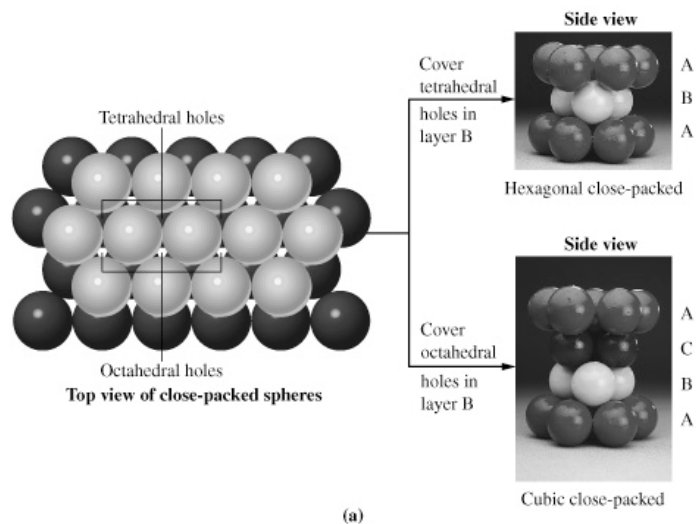 Side view
Cover
tetrahedral
holes in
layer B
A
B
A
Hexagonal close-packed
Tetrahedral holes
Octahedral holes
Top view of close-packed spheres
Side view
Cover
octahedral
holes in
layer B
A
C
B
A
Cubic close-packed
(a)